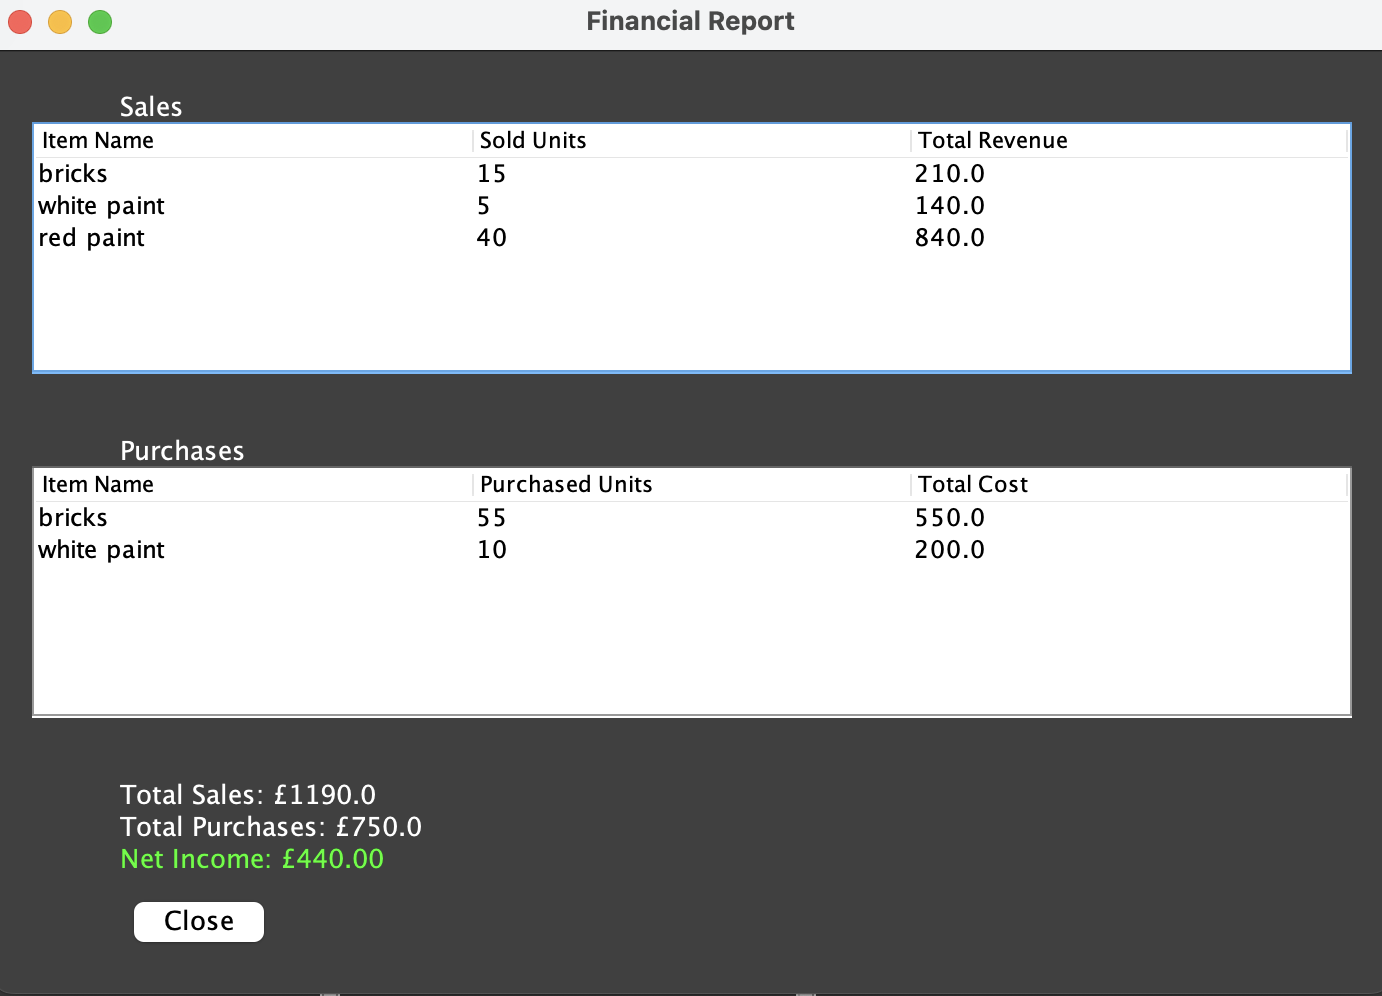 Financial Report
Sales
Item Name Sold Units Total Revenue
bricks 15 210.0
white paint 5 140.0
red paint 40 840.0
Purchases
Item Name Purchased Units Total Cost
bricks 55 550.0
white paint 10 200.0
Total Sales: £1190.0
Total Purchases: £750.0
Net Income: £440.00
Close